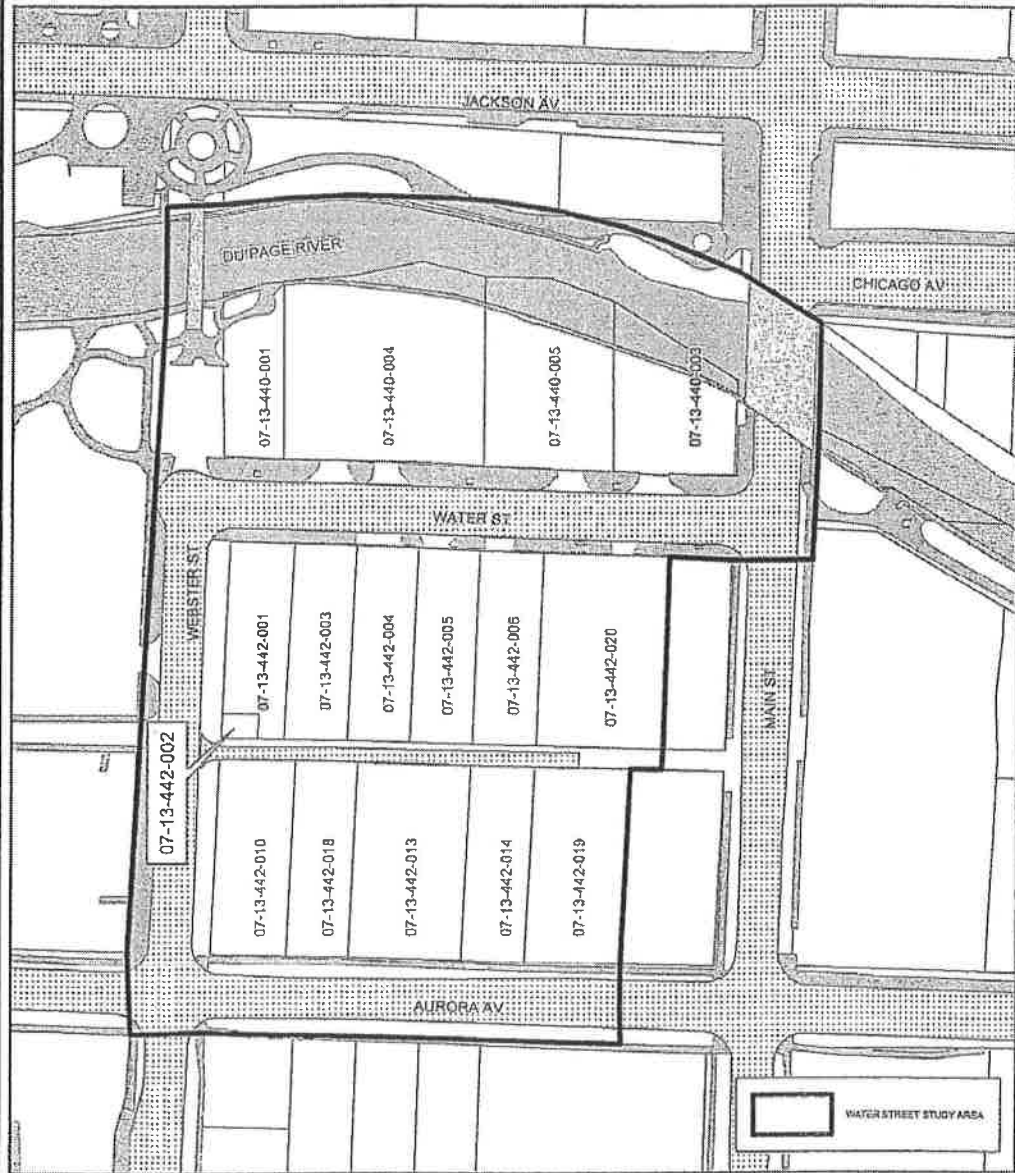 JACKSON AV
DUPAGE RIVER
CHICAGO AV
07-13-440-001
07-13-440-004
07-13-440-005
07-13-440-003
WATER ST
WEBSTER ST
07-13-442-001
07-13-442-003
07-13-442-004
07-13-442-005
07-13-442-006
07-13-442-020
MAIN ST
07-13-442-002
07-13-442-010
07-13-442-018
07-13-442-013
07-13-442-014
07-13-442-019
AURORA AV
WATER STREET STUDY AREA